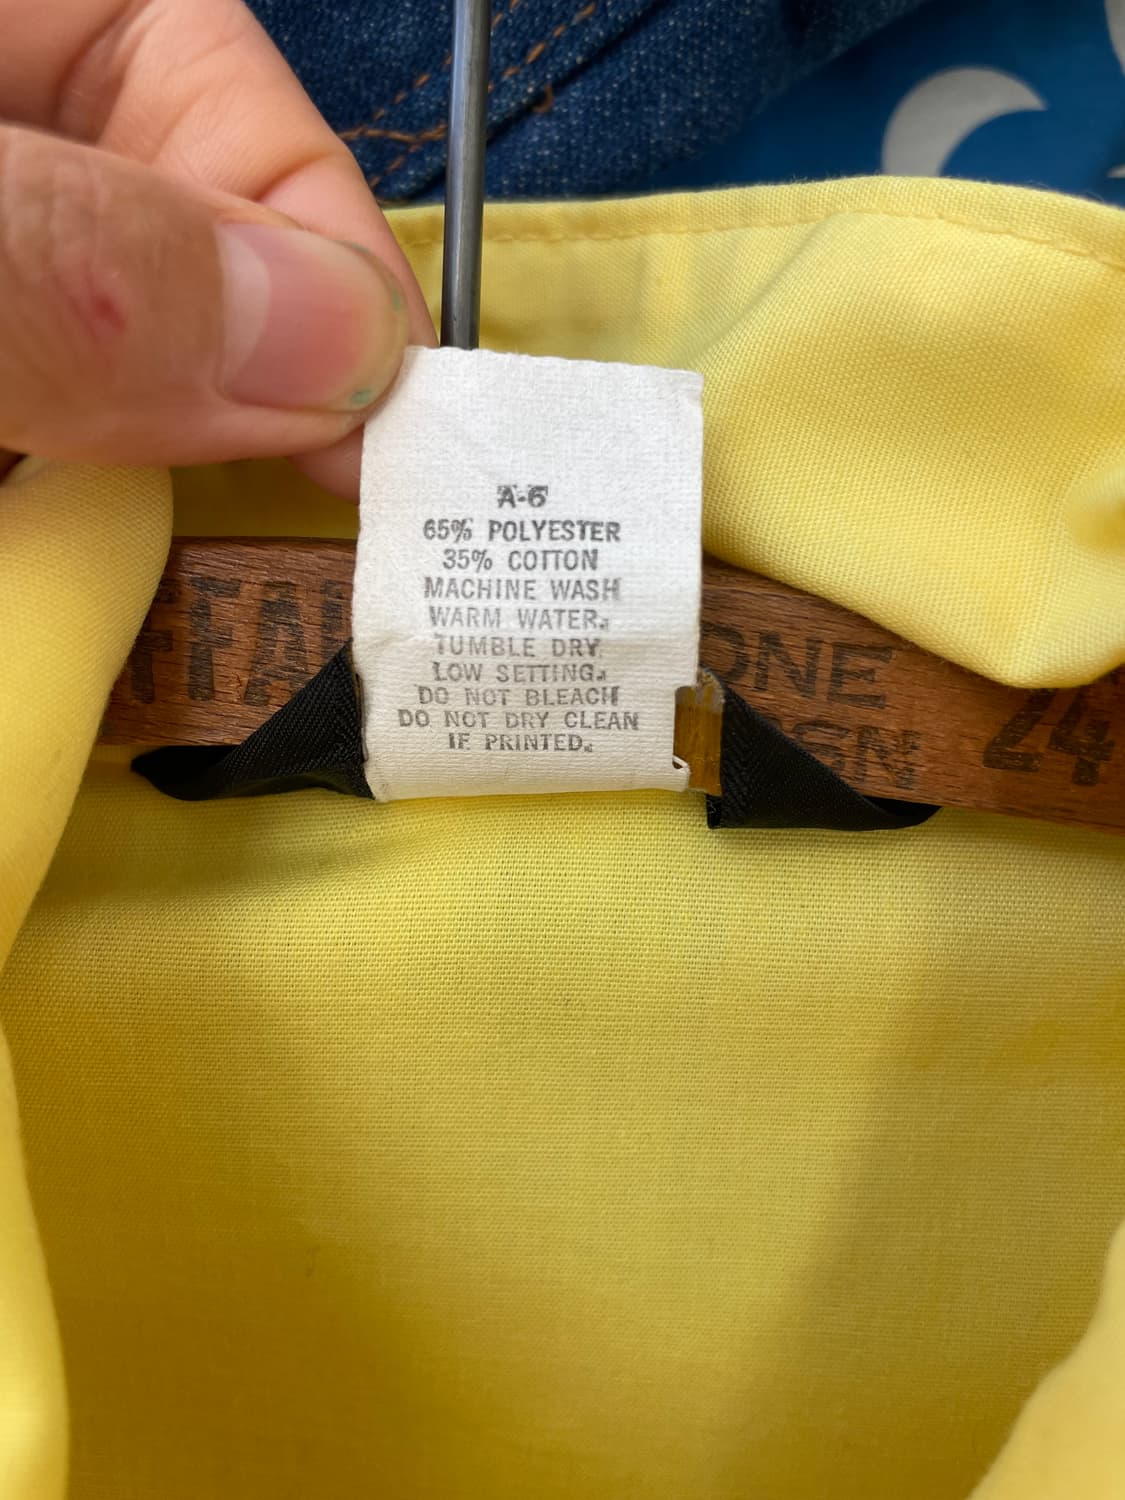 A-6
65% POLYESTER
35% COTTON
MACHINE WASH
WARM WATER.
TUMBLE DRY
LOW SETTING.
DO NOT BLEACH
DO NOT DRY CLEAN
IF PRINTED.
24